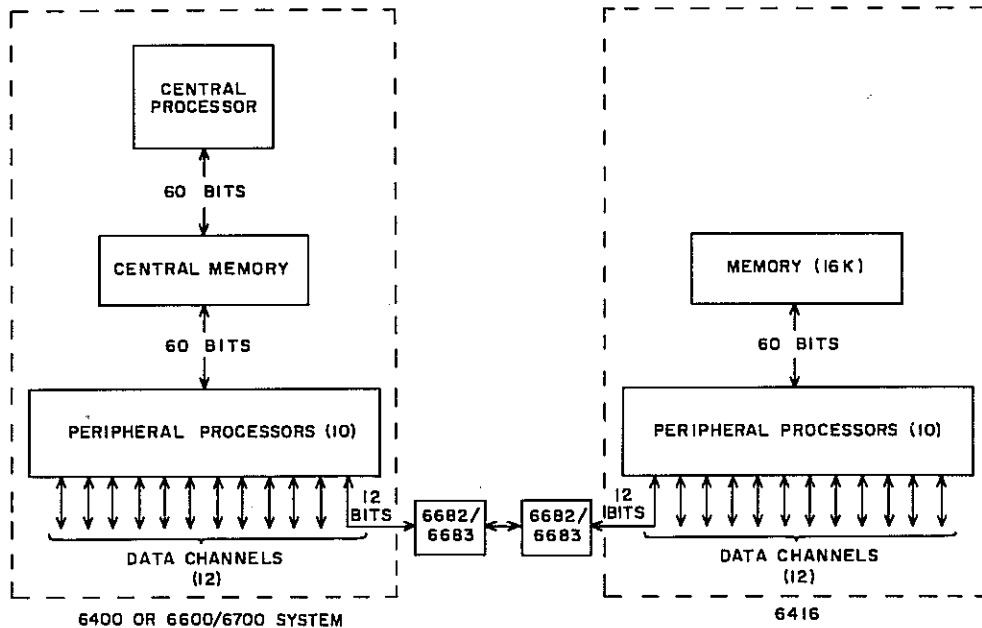 CENTRAL
PROCESSOR
60 BITS
CENTRAL MEMORY
60 BITS
PERIPHERAL PROCESSORS (10)
12
BITS
DATA CHANNELS
(12)
6400 OR 6600/6700 SYSTEM
6682/
6683
6682/
6683
MEMORY (16K)
60 BITS
PERIPHERAL PROCESSORS (10)
12
BITS
DATA CHANNELS
(12)
6416